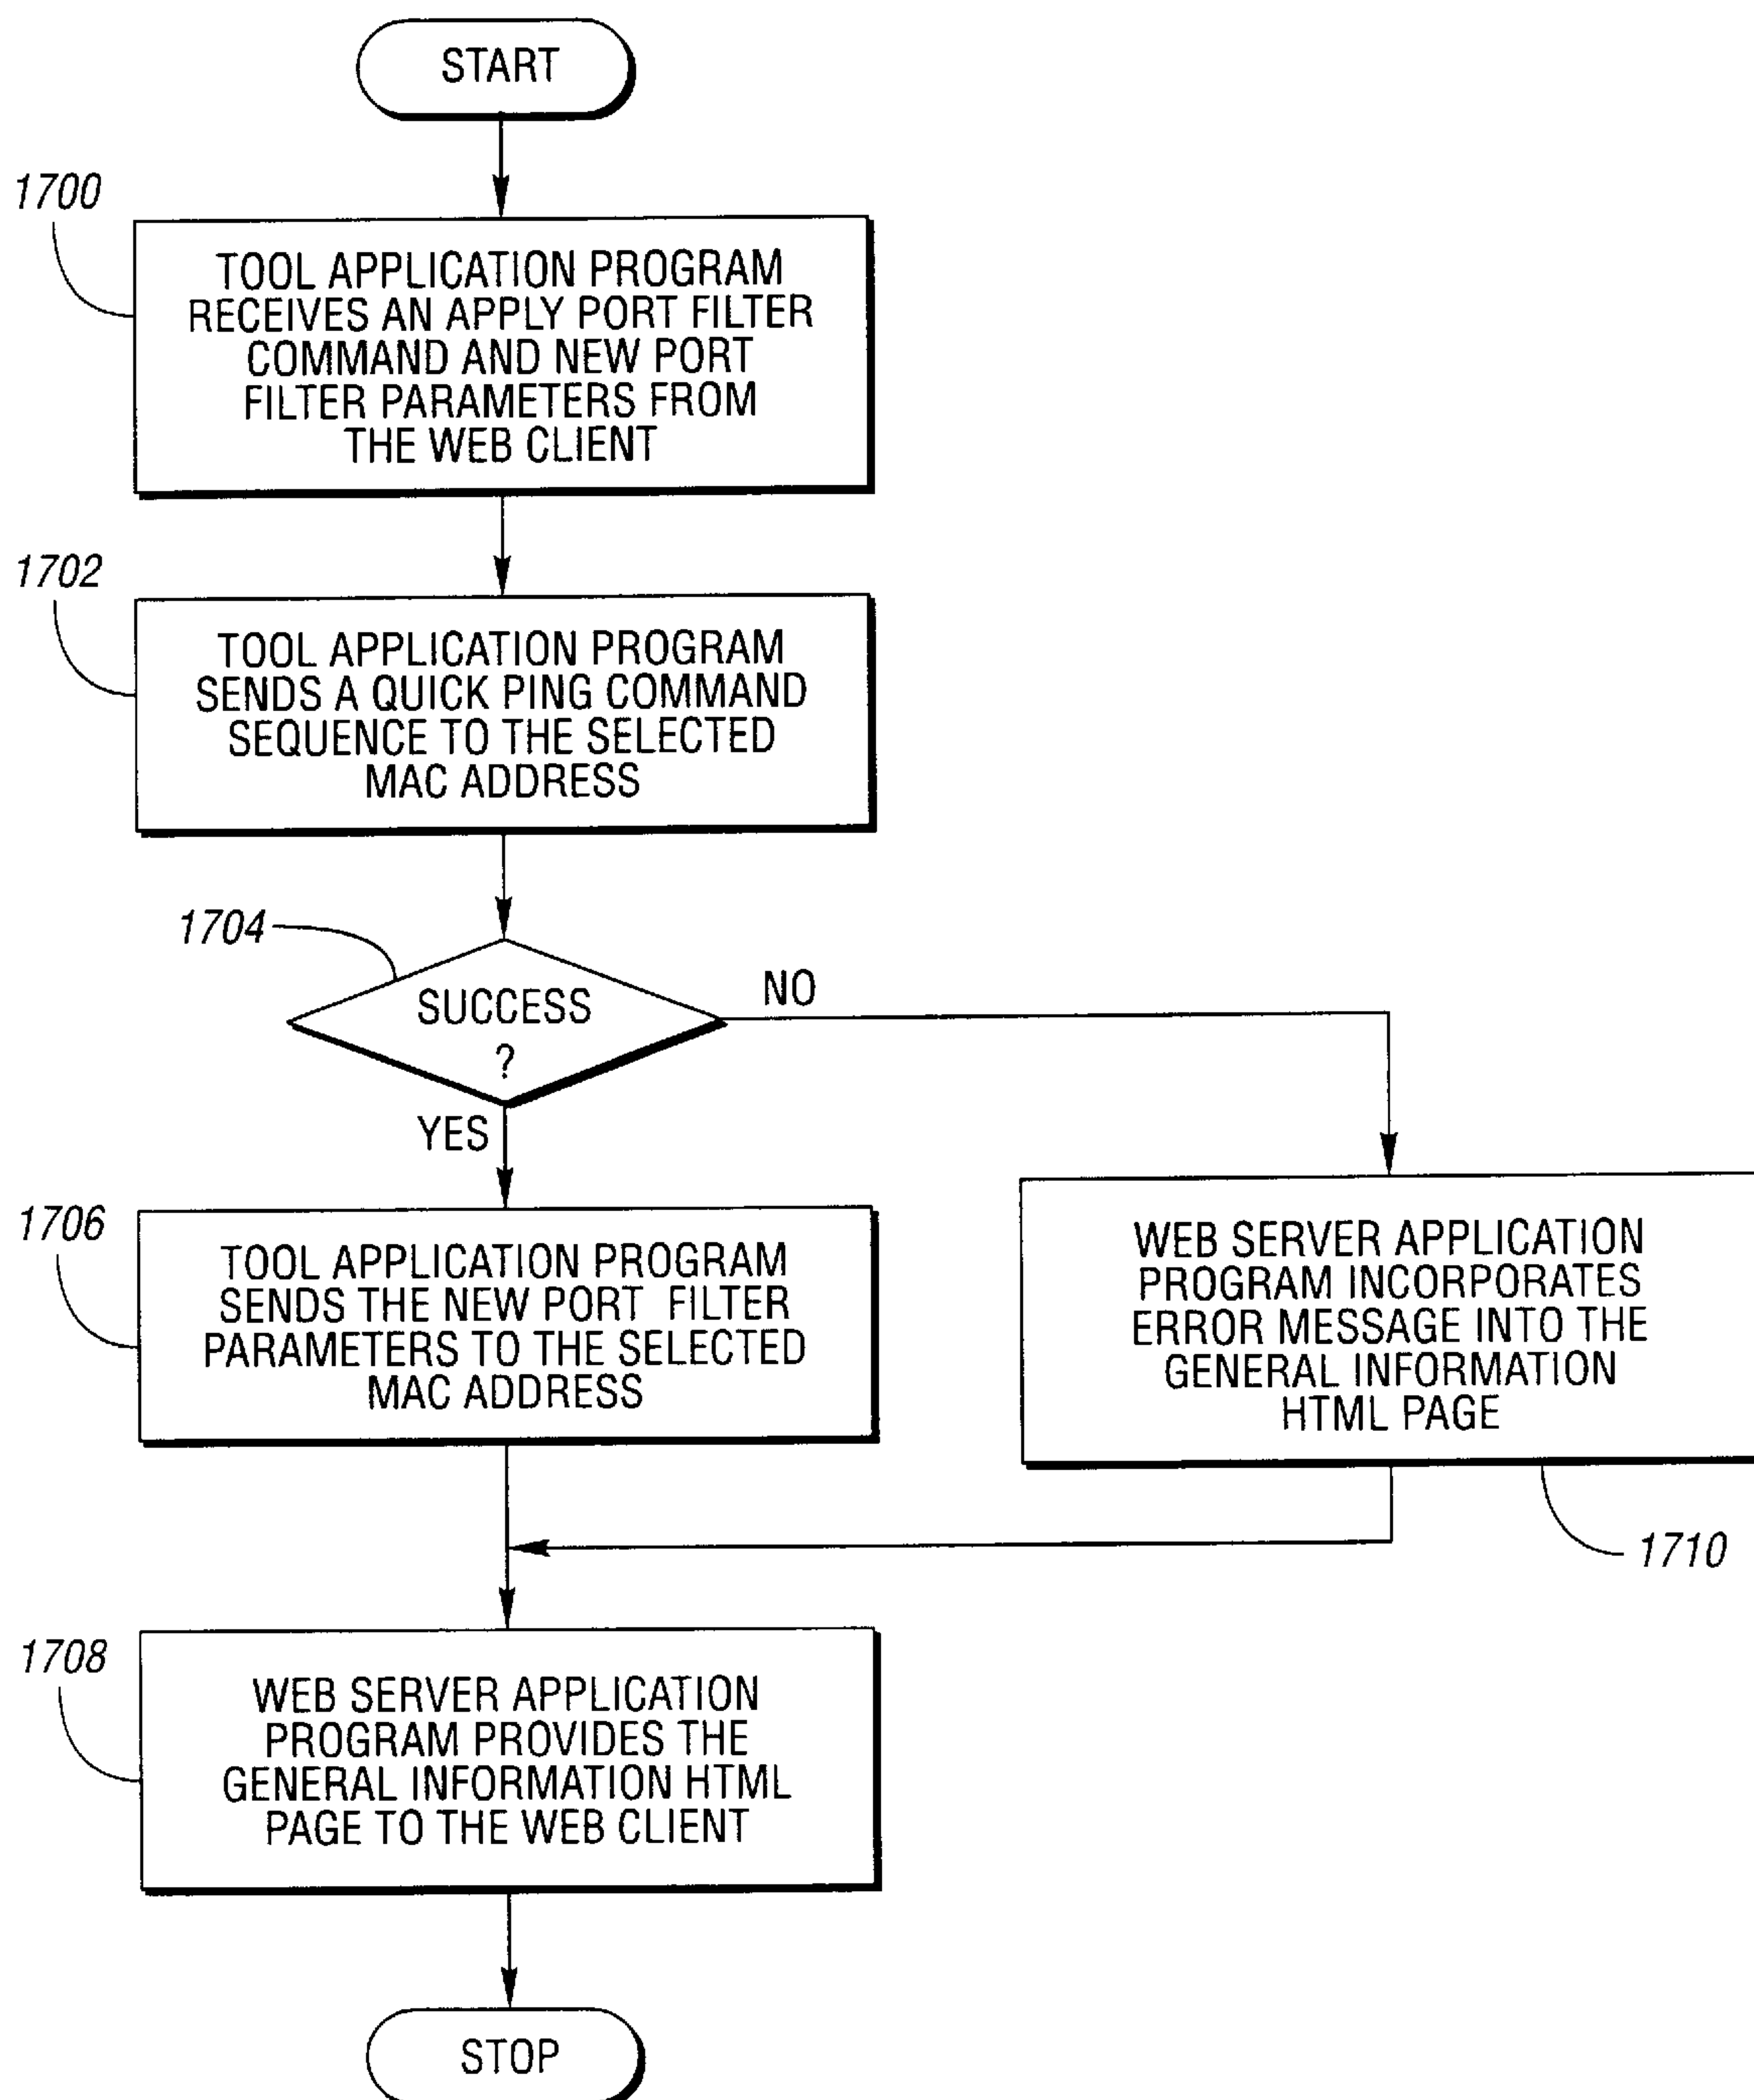 START
1700
TOOL APPLICATION PROGRAM
RECEIVES AN APPLY PORT FILTER
COMMAND AND NEW PORT
FILTER PARAMETERS FROM
THE WEB CLIENT
1702
TOOL APPLICATION PROGRAM
SENDS A QUICK PING COMMAND
SEQUENCE TO THE SELECTED
MAC ADDRESS
1704
SUCCESS
?
NO
YES
1706
TOOL APPLICATION PROGRAM
SENDS THE NEW PORT FILTER
PARAMETERS TO THE SELECTED
MAC ADDRESS
WEB SERVER APPLICATION
PROGRAM INCORPORATES
ERROR MESSAGE INTO THE
GENERAL INFORMATION
HTML PAGE
1710
1708
WEB SERVER APPLICATION
PROGRAM PROVIDES THE
GENERAL INFORMATION HTML
PAGE TO THE WEB CLIENT
STOP